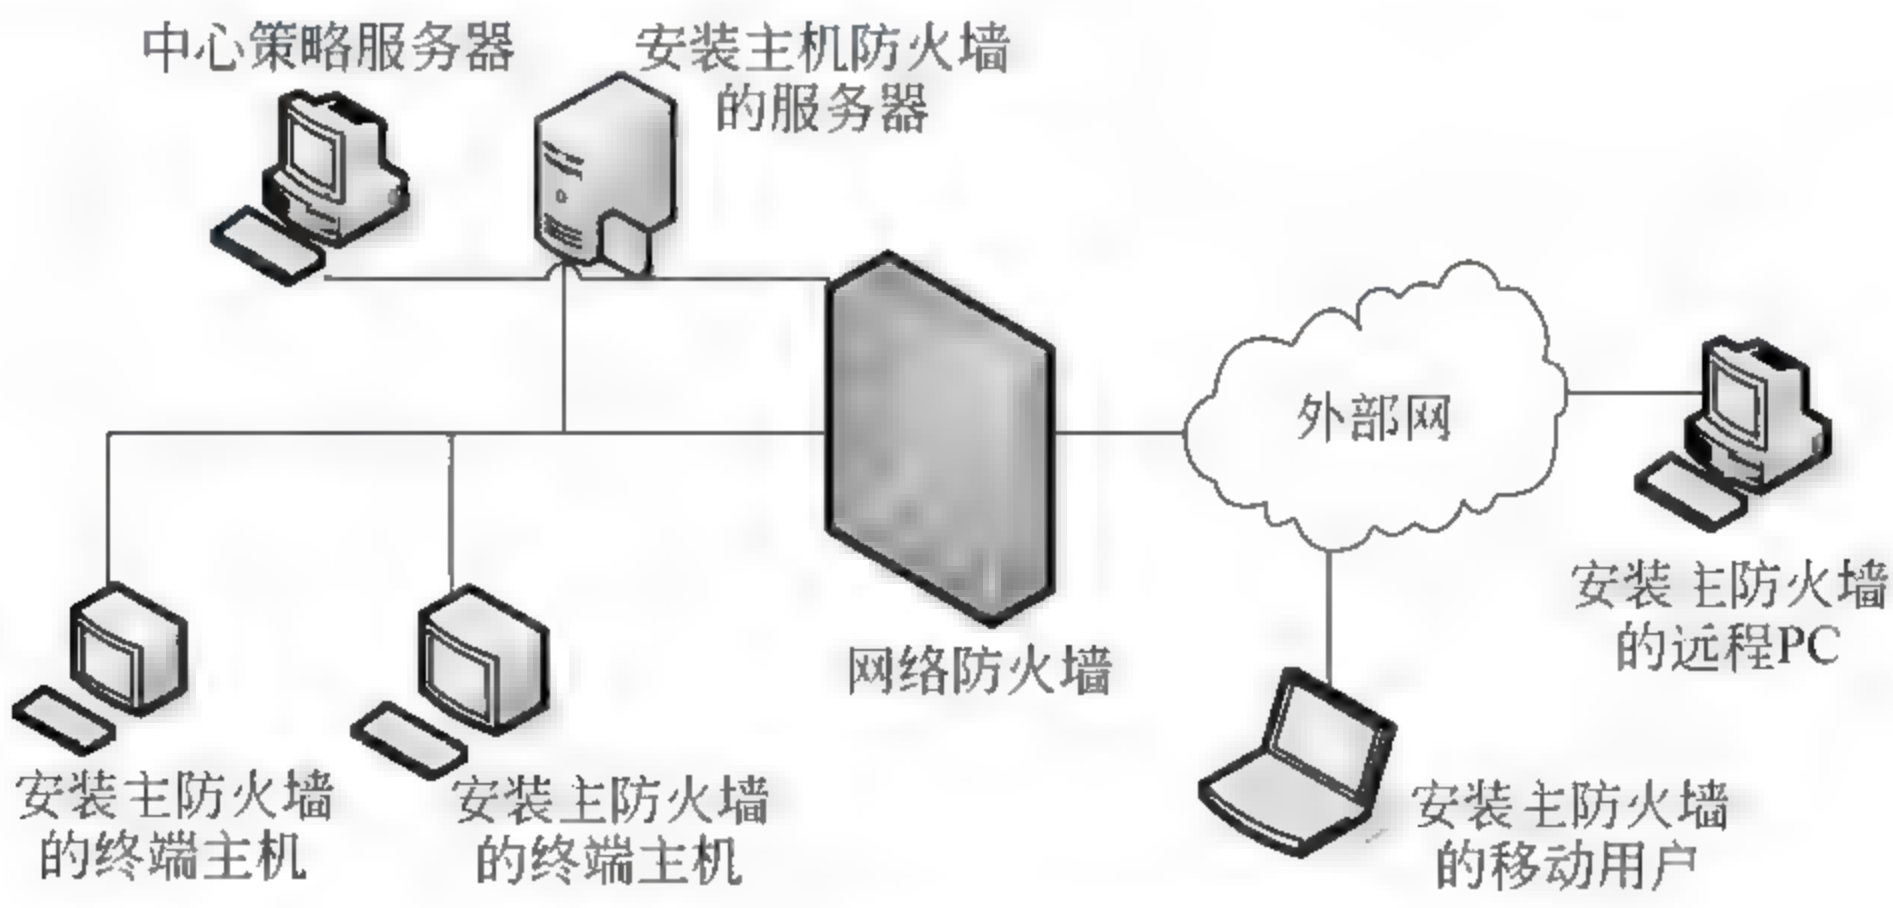 中心策略服务器
安装主机防火墙
的服务器
外部网
安装主防火墙
的远程PC
网络防火墙
安装主防火墙
的终端主机
安装主防火墙
的终端主机
安装主防火墙
的移动用户